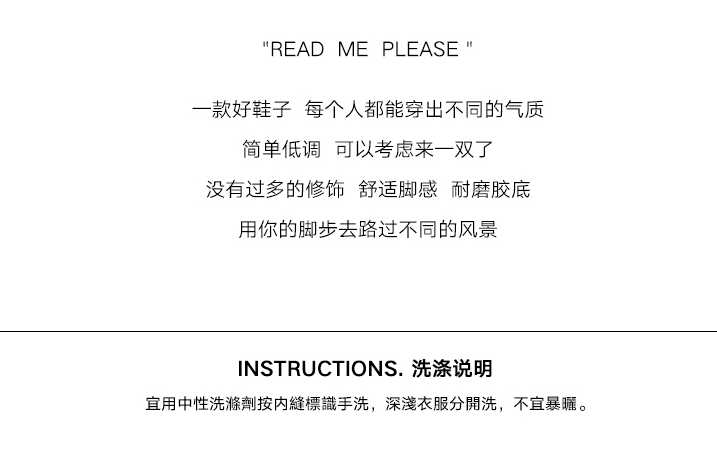 "READ ME PLEASE "
一款好鞋子 每个人都能穿出不同的气质
简单低调 可以考虑来一双了
没有过多的修饰 舒适脚感 耐磨胶底
用你的脚步去路过不同的风景
INSTRUCTIONS. 洗涤说明
宜用中性洗滌劑按内縫標識手洗，深淺衣服分開洗，不宜暴曬。